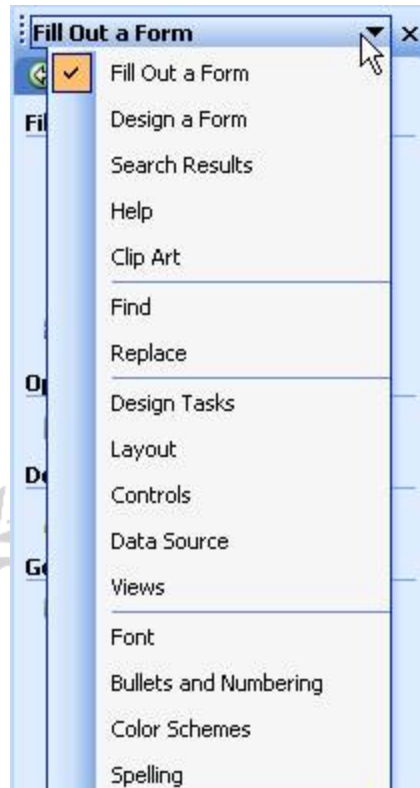 Fill Out a Form
Fill Out a Form
Design a Form
Search Results
Help
Clip Art
Find
Replace
Design Tasks
Layout
Controls
Data Source
Views
Font
Bullets and Numbering
Color Schemes
Spelling